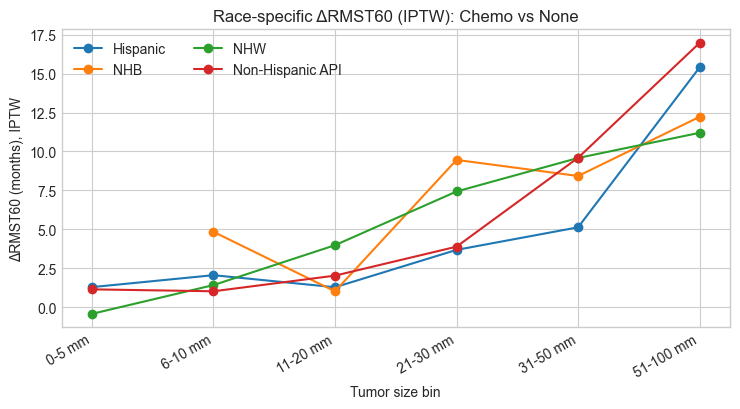 Race-specific ΔRMST60 (IPTW): Chemo vs None
ΔRMST60 (months), IPTW
17.5
15.0
12.5
10.0
7.5
5.0
2.5
0.0
Hispanic
NHB
NHW
Non-Hispanic API
0-5 mm
6-10 mm
11-20 mm
21-30 mm
31-50 mm
51-100 mm
Tumor size bin